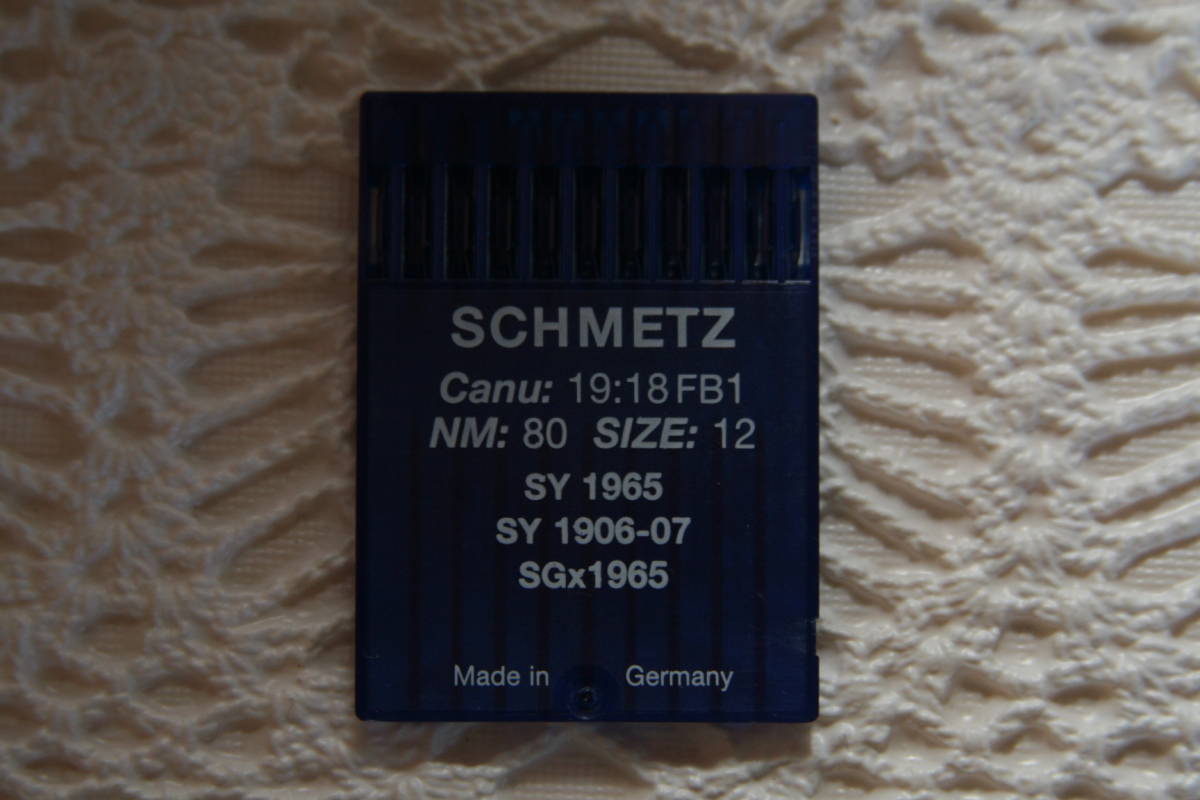 SCHMETZ
Canu: 19:18 FB1
NM: 80 SIZE: 12
SY 1965
SY 1906-07
SGx1965
Made in Germany